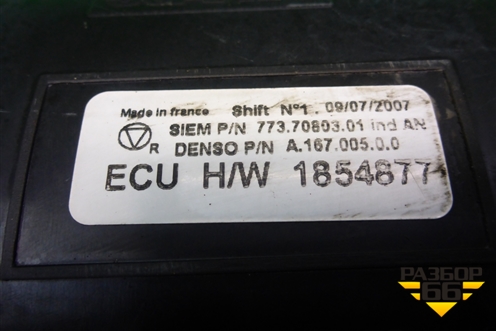 Made in france Shift N°1 . 09/07/2007
SIEM P/N 773.70803.01 ind AN
R DENSO P/N A.167.005.0.0
ECU H/W 1854877
РАЗБОР
66